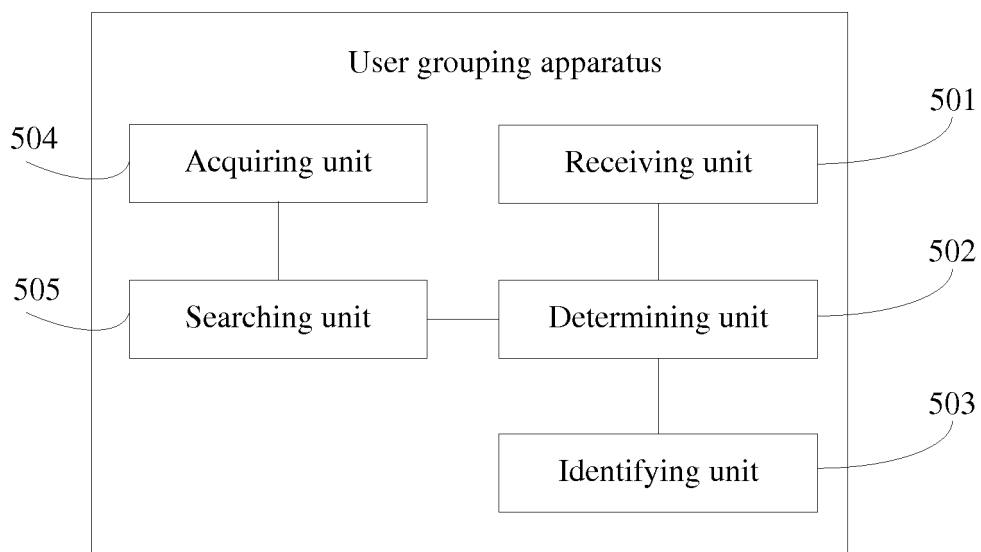 User grouping apparatus
501
504
Acquiring unit
Receiving unit
502
505
Searching unit
Determining unit
503
Identifying unit